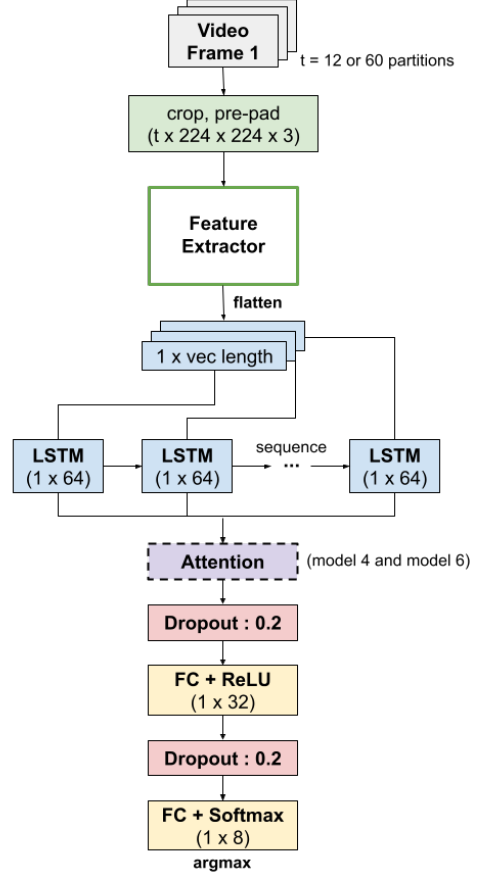 Video
Frame 1
t = 12 or 60 partitions
crop, pre-pad
(t x 224 x 224 x 3)
Feature
Extractor
flatten
1 x vec length
LSTM
(1 x 64)
LSTM
(1 x 64)
sequence
...
LSTM
(1 x 64)
Attention
(model 4 and model 6)
Dropout : 0.2
FC + ReLU
(1 x 32)
Dropout : 0.2
FC + Softmax
(1 x 8)
argmax